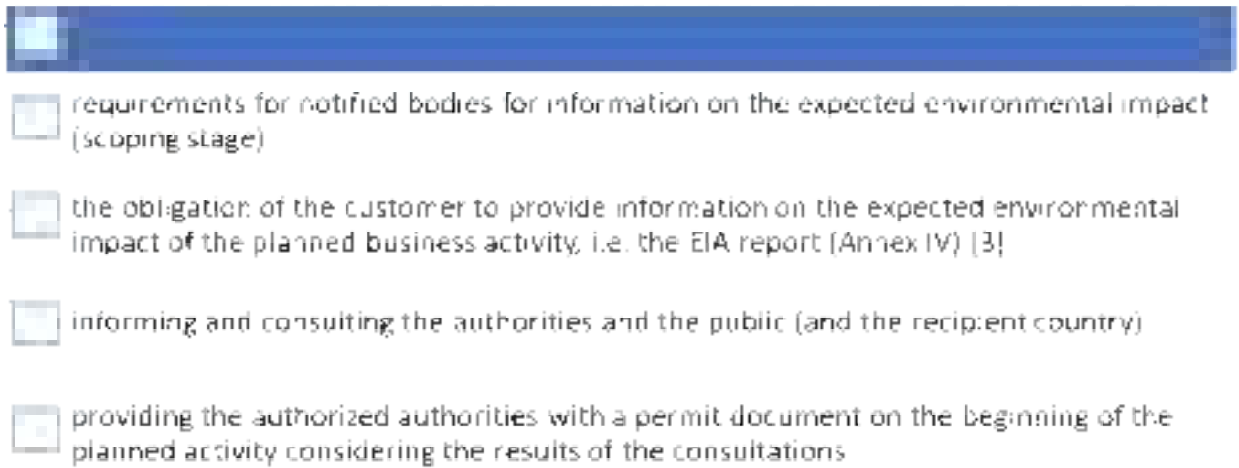 requirements for notified bodies for information on the expected environmental impact
(scoping stage)
the obligation of the customer to provide information on the expected environmental
impact of the planned business activity, i.e. the EIA report (Annex IV) [3]
informing and consulting the authorities and the public (and the recipient country)
providing the authorized authorities with a permit document on the beginning of the
planned activity considering the results of the consultations